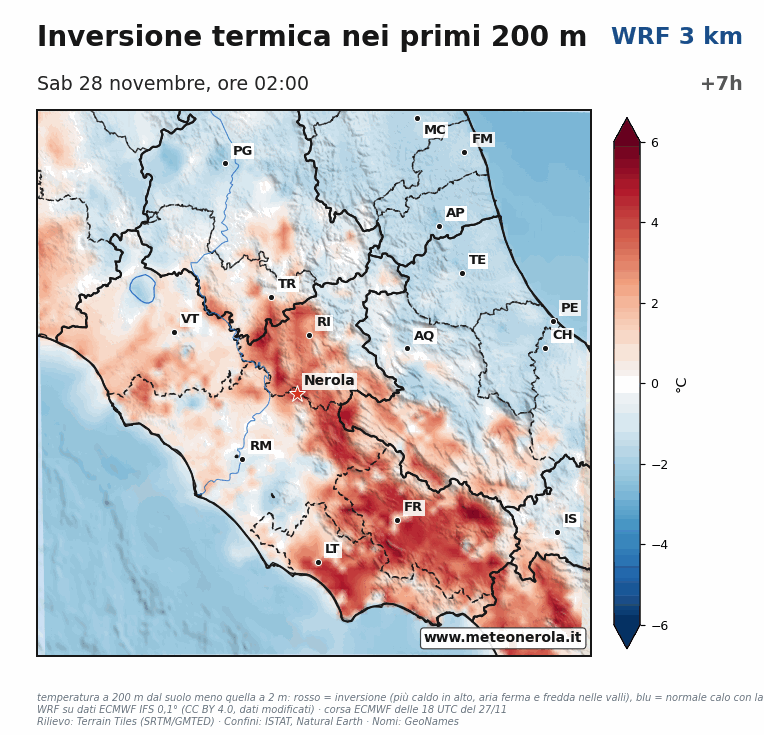 Inversione termica nei primi 200 m WRF 3 km
Sab 28 novembre, ore 02:00 +7h
MC
FM
PG
AP
TE
TR
PE
VT
RI
AQ
CH
Nerola
RM
FR
IS
LT
www.meteonerola.it
6
4
2
0
−2
−4
−6
°C
temperatura a 200 m dal suolo meno quella a 2 m: rosso = inversione (più caldo in alto, aria ferma e fredda nelle valli), blu = normale calo con la
WRF su dati ECMWF IFS 0,1° (CC BY 4.0, dati modificati) · corsa ECMWF delle 18 UTC del 27/11
Rilievo: Terrain Tiles (SRTM/GMTED) · Confini: ISTAT, Natural Earth · Nomi: GeoNames